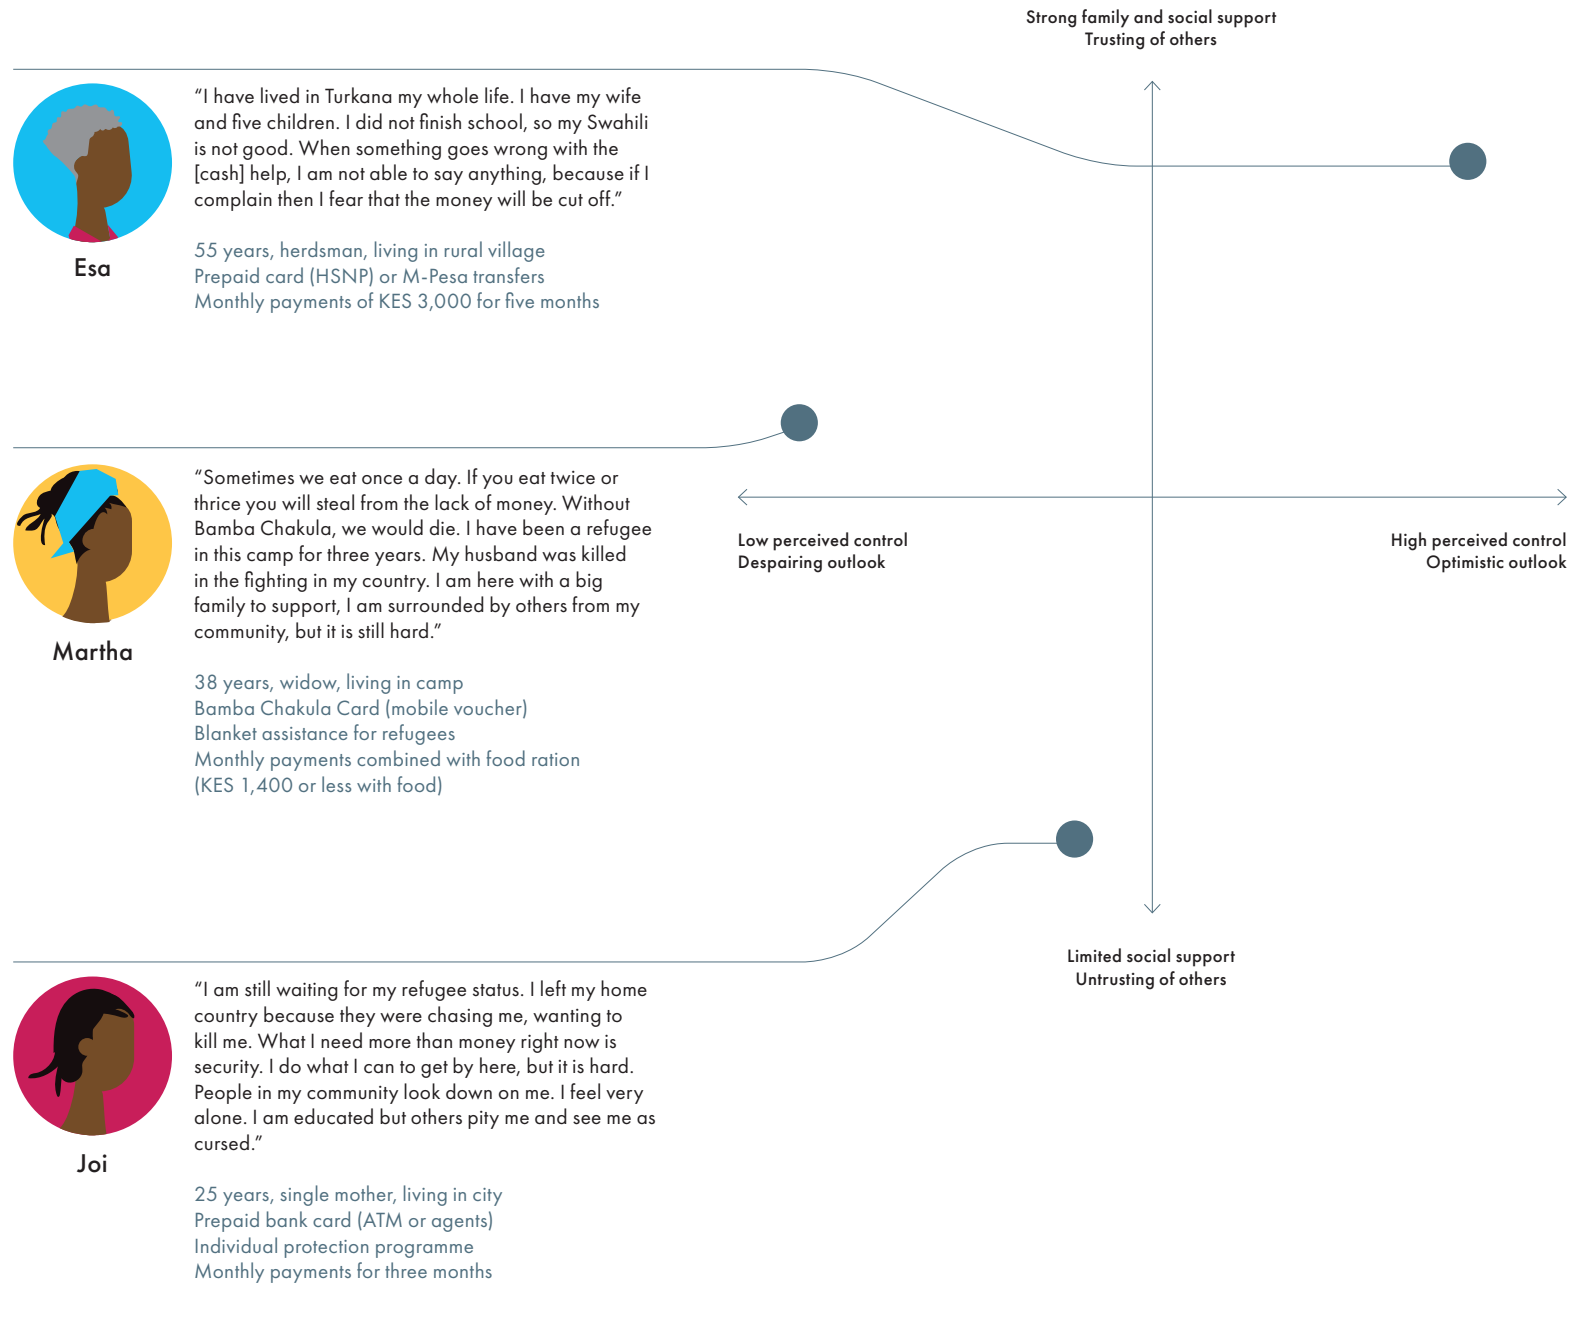 Strong family and social support
Trusting of others
“I have lived in Turkana my whole life. I have my wife
and five children. I did not finish school, so my Swahili
is not good. When something goes wrong with the
[cash] help, I am not able to say anything, because if I
complain then I fear that the money will be cut off.”
55 years, herdsman, living in rural village
Prepaid card (HSNP) or M-Pesa transfers
Monthly payments of KES 3,000 for five months
Esa
“Sometimes we eat once a day. If you eat twice or
thrice you will steal from the lack of money. Without
Bamba Chakula, we would die. I have been a refugee
in this camp for three years. My husband was killed
in the fighting in my country. I am here with a big
family to support, I am surrounded by others from my
community, but it is still hard.”
38 years, widow, living in camp
Bamba Chakula Card (mobile voucher)
Blanket assistance for refugees
Monthly payments combined with food ration
(KES 1,400 or less with food)
Martha
Low perceived control
Despairing outlook
High perceived control
Optimistic outlook
Limited social support
Untrusting of others
“I am still waiting for my refugee status. I left my home
country because they were chasing me, wanting to
kill me. What I need more than money right now is
security. I do what I can to get by here, but it is hard.
People in my community look down on me. I feel very
alone. I am educated but others pity me and see me as
cursed.”
25 years, single mother, living in city
Prepaid bank card (ATM or agents)
Individual protection programme
Monthly payments for three months
Joi